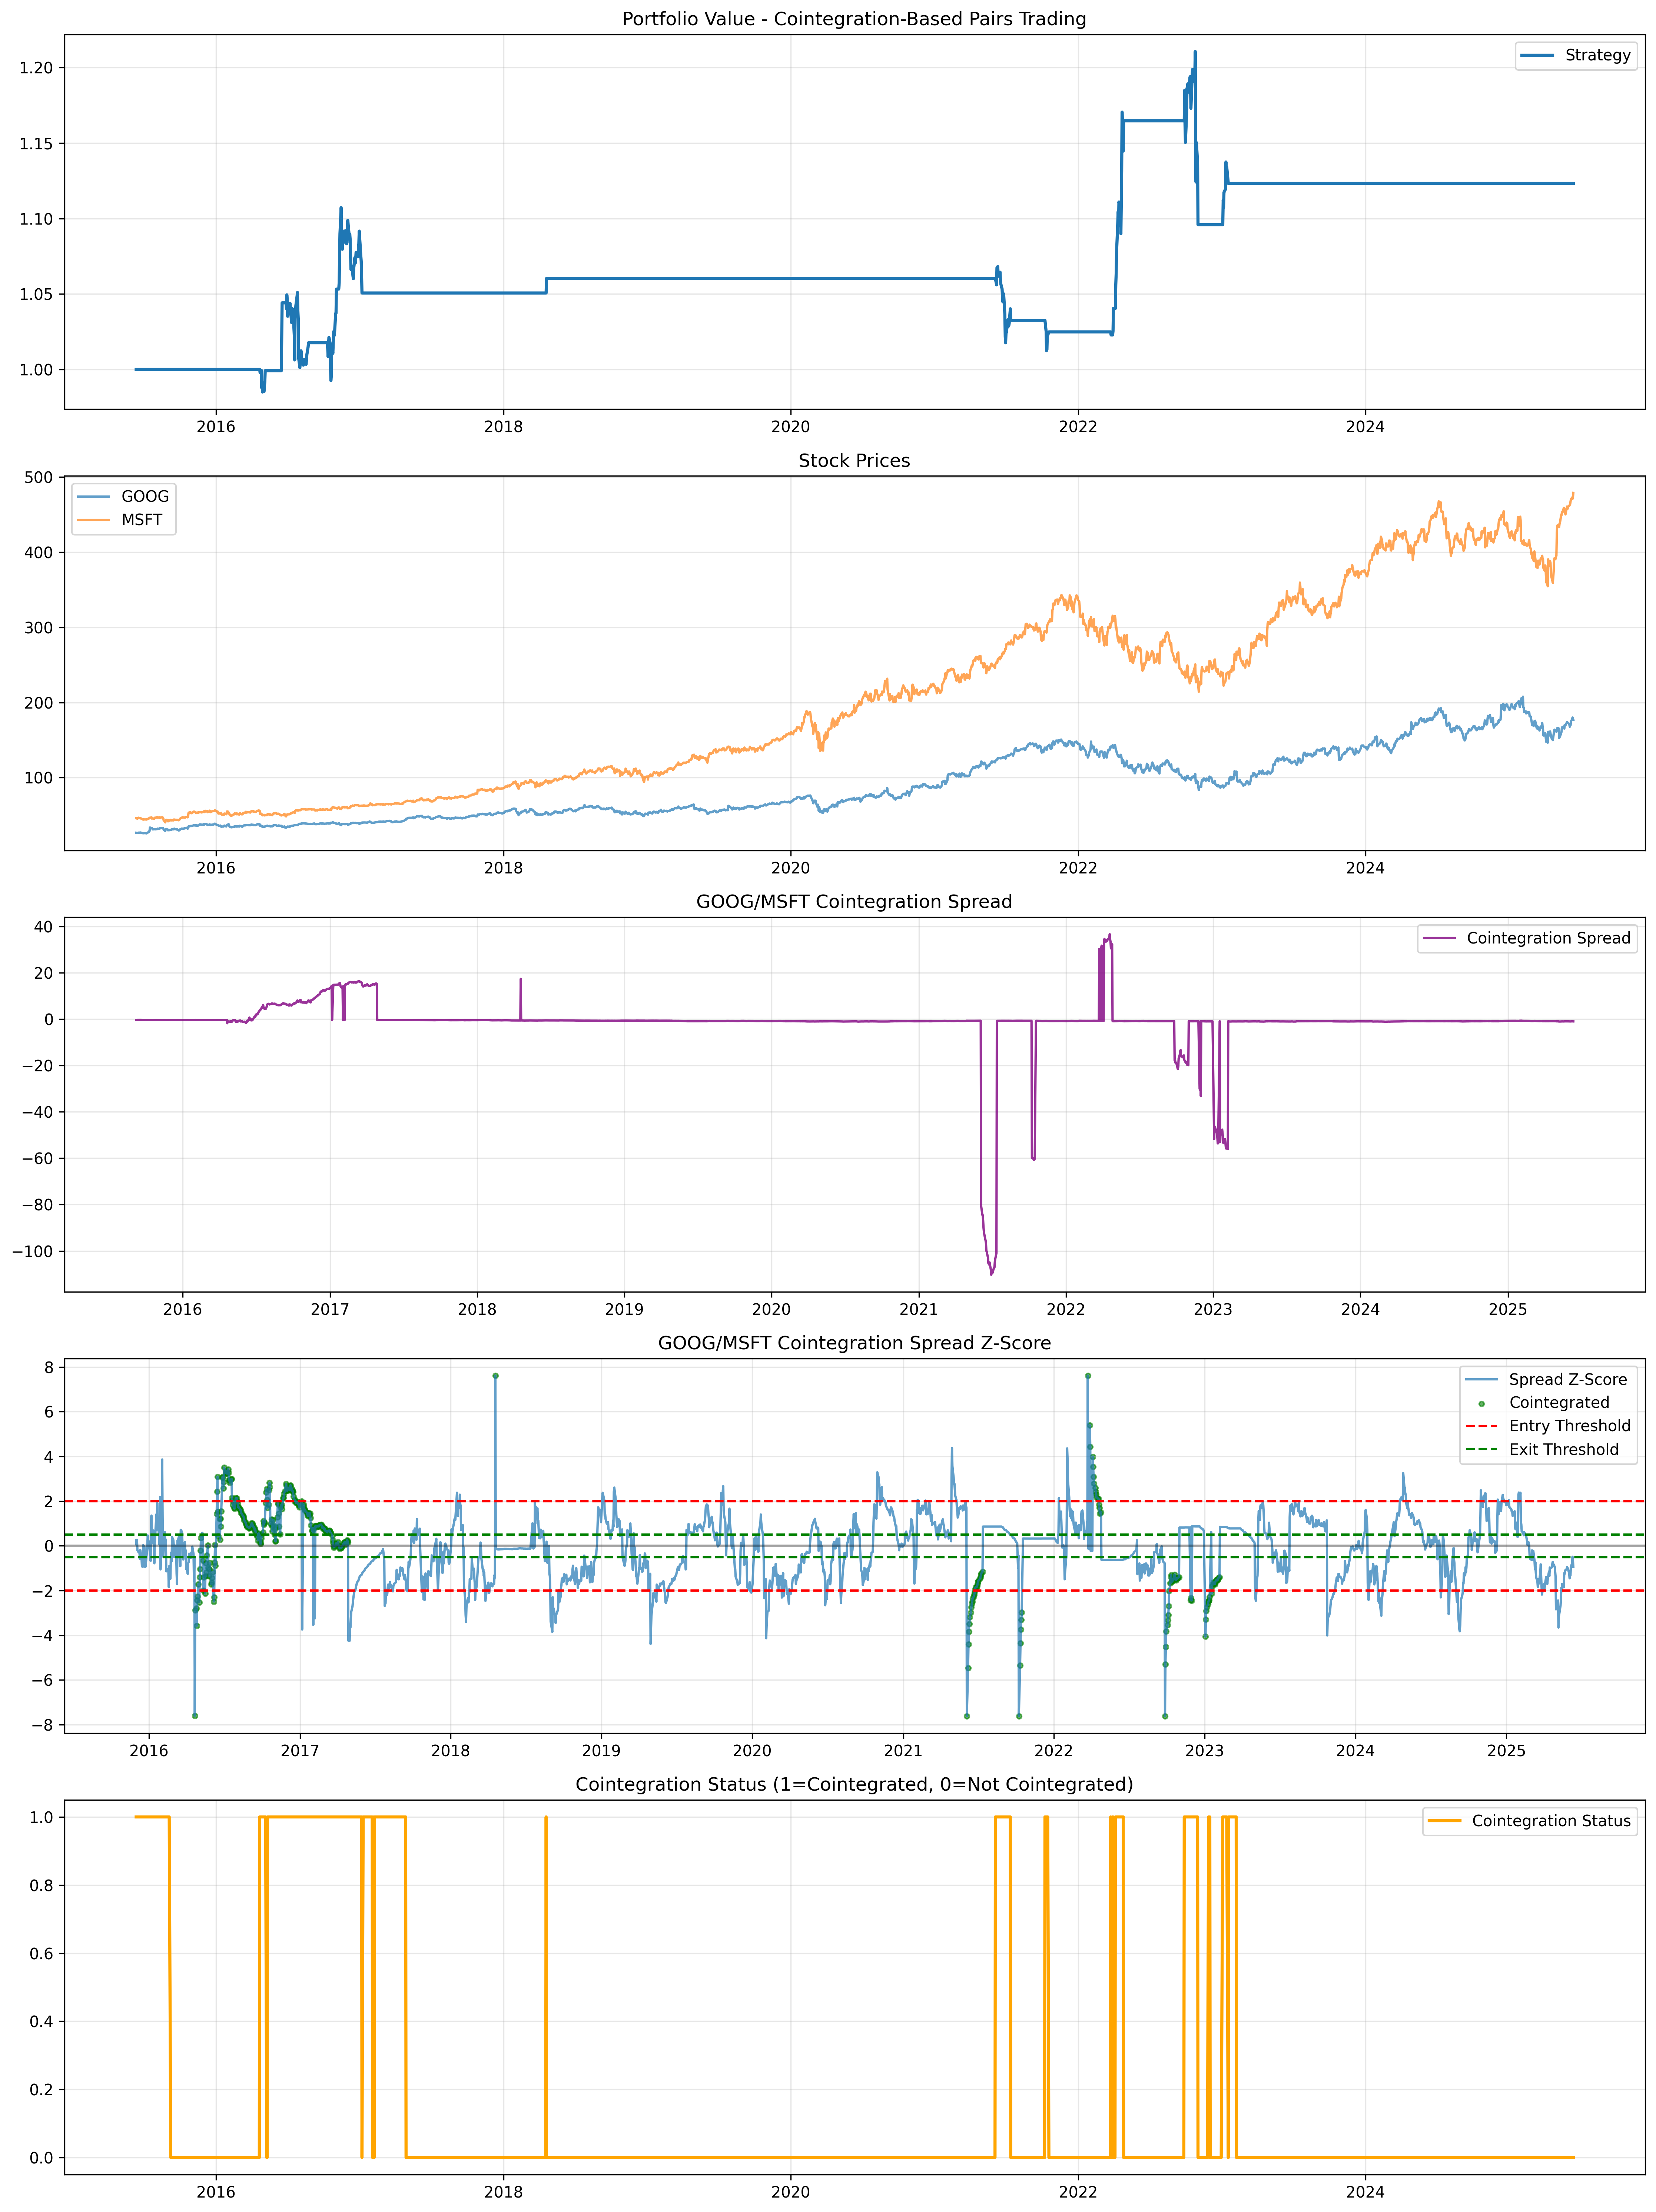 Portfolio Value - Cointegration-Based Pairs Trading
Strategy
1.20
1.15
1.10
1.05
1.00
2016 2018 2020 2022 2024
Stock Prices
GOOG
MSFT
500
400
300
200
100
2016 2018 2020 2022 2024
GOOG/MSFT Cointegration Spread
Cointegration Spread
40
20
0
−20
−40
−60
−80
−100
2016 2017 2018 2019 2020 2021 2022 2023 2024 2025
GOOG/MSFT Cointegration Spread Z-Score
Spread Z-Score
Cointegrated
Entry Threshold
Exit Threshold
8
6
4
2
0
−2
−4
−6
−8
2016 2017 2018 2019 2020 2021 2022 2023 2024 2025
Cointegration Status (1=Cointegrated, 0=Not Cointegrated)
Cointegration Status
1.0
0.8
0.6
0.4
0.2
0.0
2016 2018 2020 2022 2024